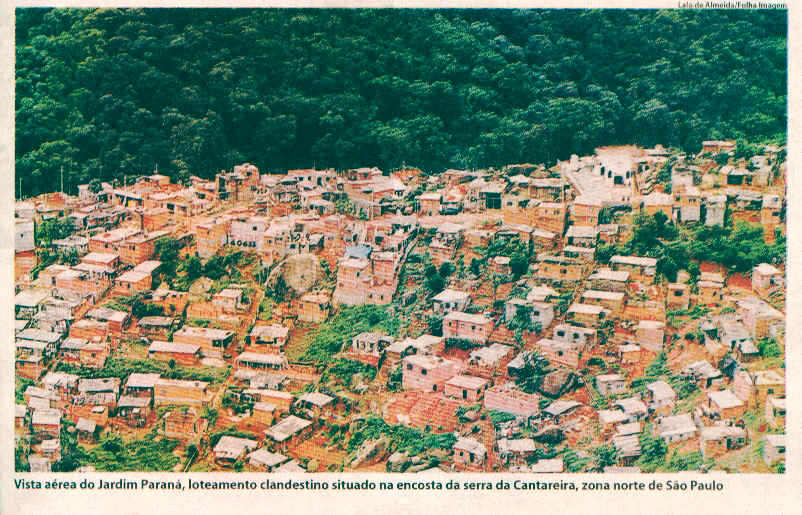 Lalo de Almeida/Folha Imagem
Vista aérea do Jardim Paraná, loteamento clandestino situado na encosta da serra da Cantareira, zona norte de São Paulo